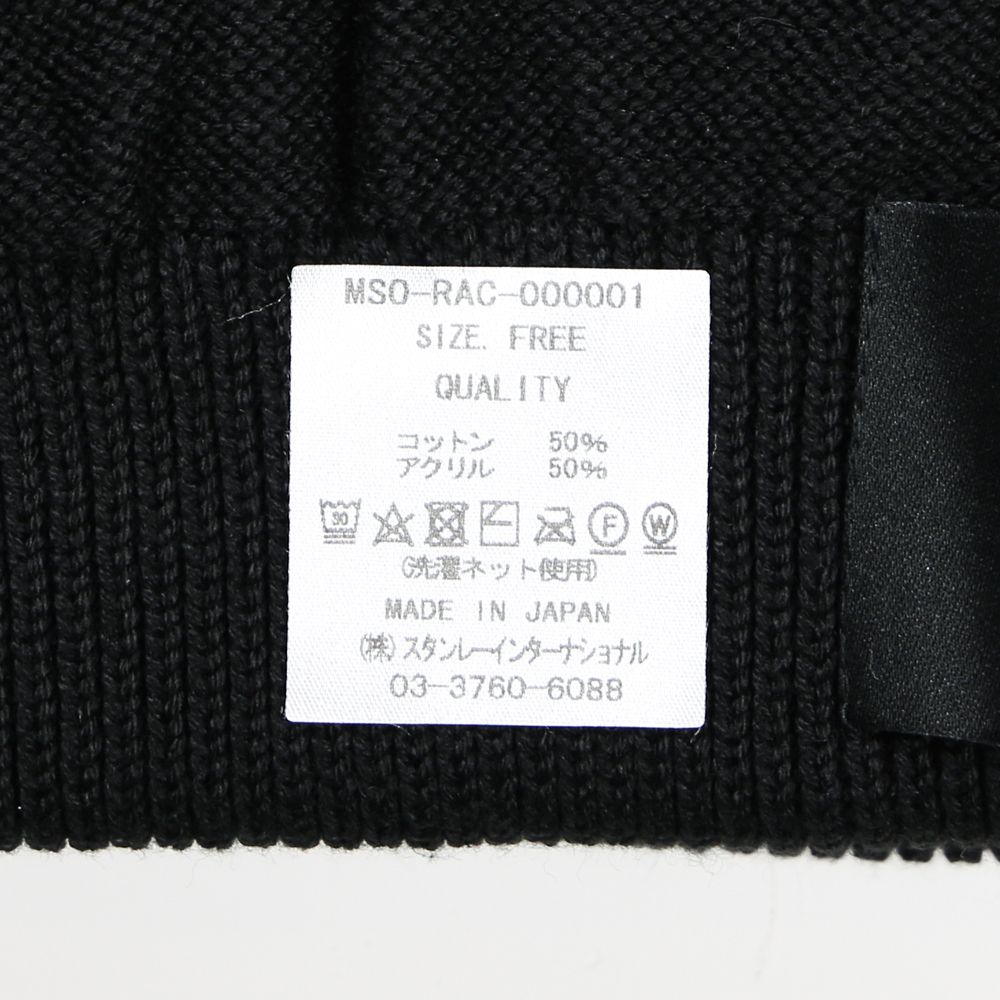 MSO-RAC-000001
SIZE. FREE
QUALITY
コットン 50%
アクリル 50%
30 F W
(洗濯ネット使用)
MADE IN JAPAN
(株)スタンレーインターナショナル
03-3760-6088